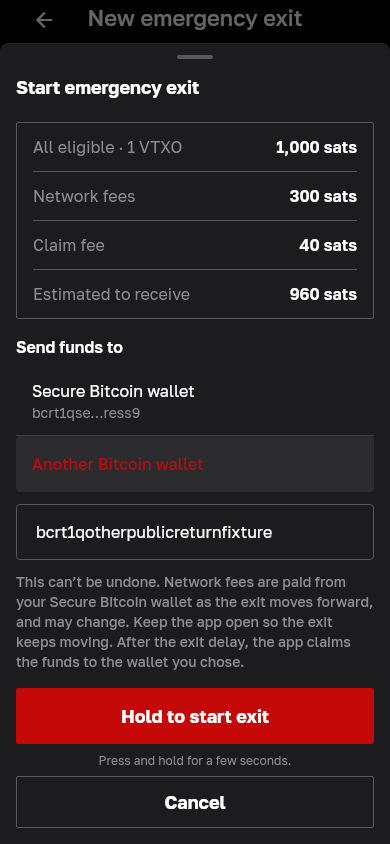 New emergency exit
Start emergency exit
All eligible · 1 VTXO
1,000 sats
Network fees
300 sats
Claim fee
40 sats
Estimated to receive
960 sats
Send funds to
Secure Bitcoin wallet
bcrt1qse...ress9
Another Bitcoin wallet
bcrt1qotherpublicreturnfixture
This can’t be undone. Network fees are paid from
your Secure Bitcoin wallet as the exit moves forward,
and may change. Keep the app open so the exit
keeps moving. After the exit delay, the app claims
the funds to the wallet you chose.
Hold to start exit
Press and hold for a few seconds.
Cancel